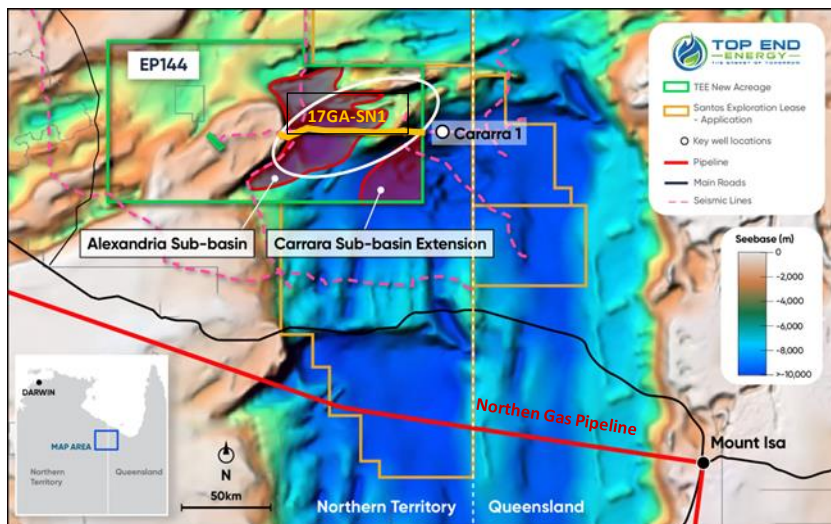 EP144
17GA-SN1
Cararra 1
Alexandria Sub-basin
Carrara Sub-basin Extension
TOP END
ENERGY
THE ENERGY OF TOMORROW
TEE New Acreage
Santos Exploration Lease
- Application
Key well locations
Pipeline
Main Roads
Seismic Lines
Seebase (m)
0
-2,000
-4,000
-6,000
-8,000
>-10,000
Northen Gas Pipeline
Mount Isa
DARWIN
MAP AREA
Northern
Territory
Queensland
N
50km
Northern Territory
Queensland